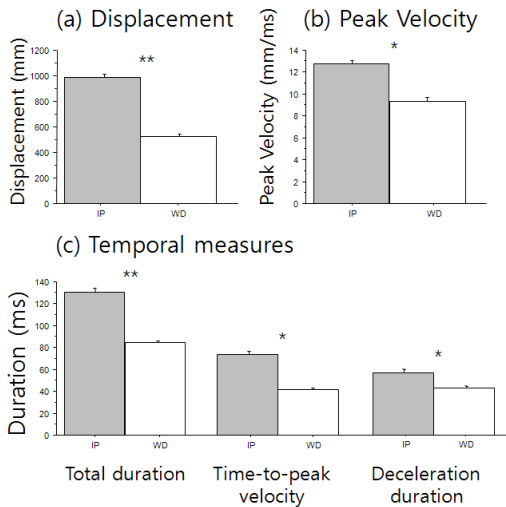 (a) Displacement
(b) Peak Velocity
Displacement (mm)
1200
1000
800
600
400
200
0
**
IP
WD
Peak Velocity (mm/ms)
14
12
10
8
6
4
2
0
*
IP
WD
(c) Temporal measures
Duration (ms)
140
120
100
80
60
40
20
0
**
*
*
IP
WD
IP
WD
IP
WD
Total duration
Time-to-peak
velocity
Deceleration
duration